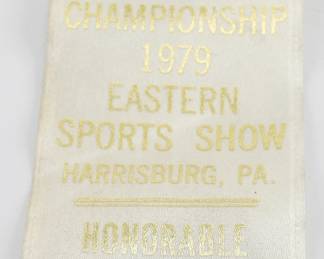 CHAMPIONSHIP
1979
EASTERN
SPORTS SHOW
HARRISBURG, PA.
HONORABLE